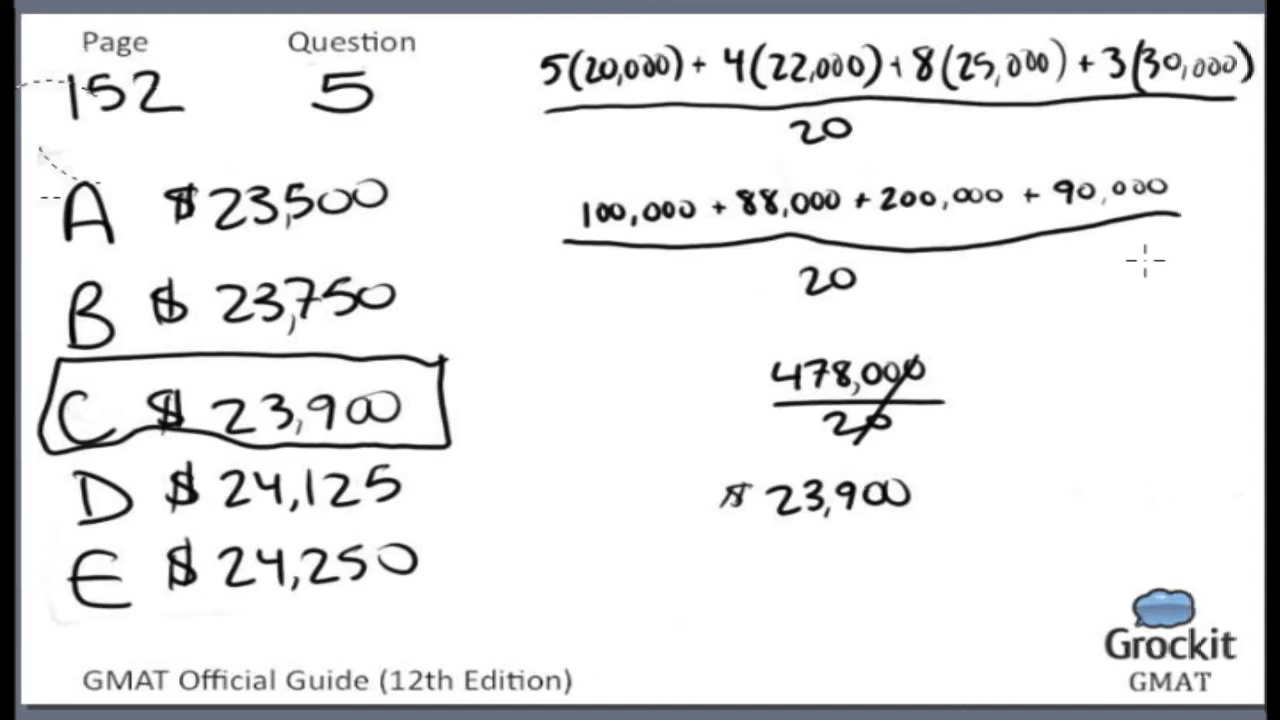 Page Question
152 5
A $23,500
B $ 23,750
C $ 23,900
D $ 24,125
E $ 24,250
5(20,000) + 4(22,000) + 8(25,000) + 3(30,000)
20
100,000 + 88,000 + 200,000 + 90,000
20
478,000
20
$ 23,900
GMAT Official Guide (12th Edition)
Grockit
GMAT